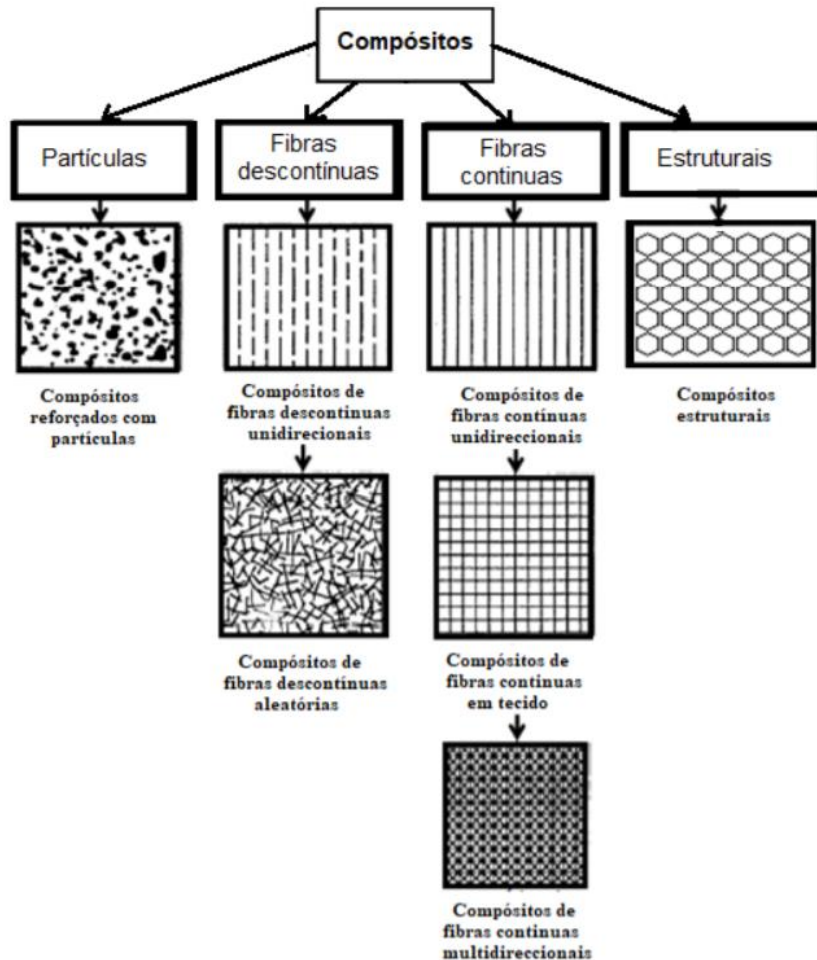 Compósitos
Partículas
Fibras
descontínuas
Fibras
continuas
Estruturais
Compósitos
reforçados com
partículas
Compósitos de
fibras descontinuas
unidirecionais
Compósitos de
fibras contínuas
unidireccionais
Compósitos
estruturais
Compósitos de
fibras descontínuas
aleatórias
Compósitos de
fibras continuas
em tecido
Compósitos de
fibras continuas
multidireccionais